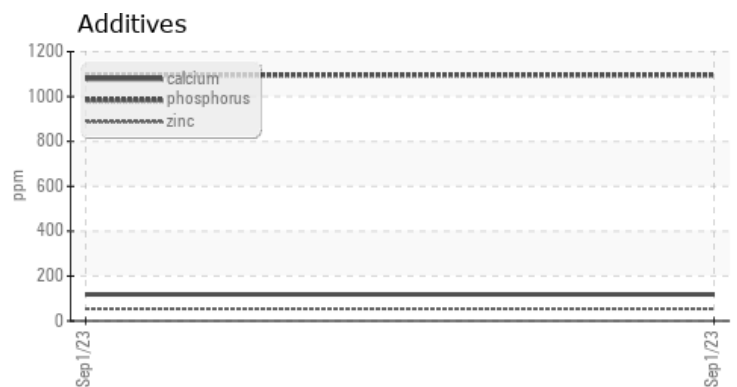 Additives
1200
1000
800
600
400
200
0
ppm
calcium
phosphorus
zinc
Sep1/23
Sep1/23